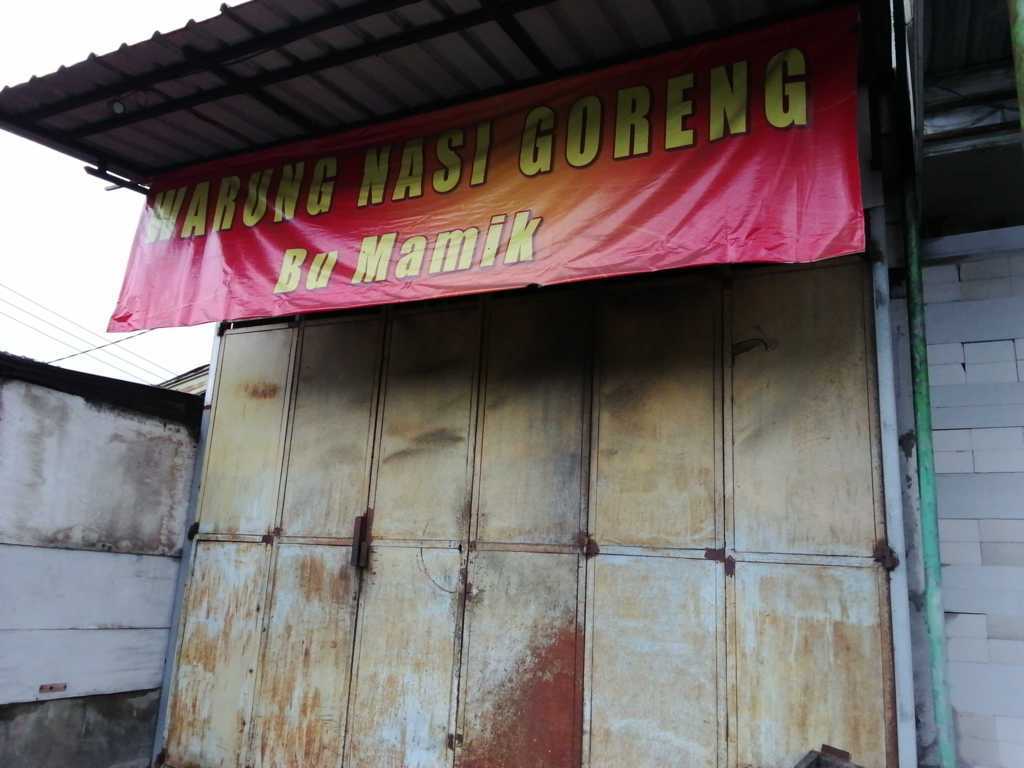 WARUNG NASI GORENG
Bu Mamik